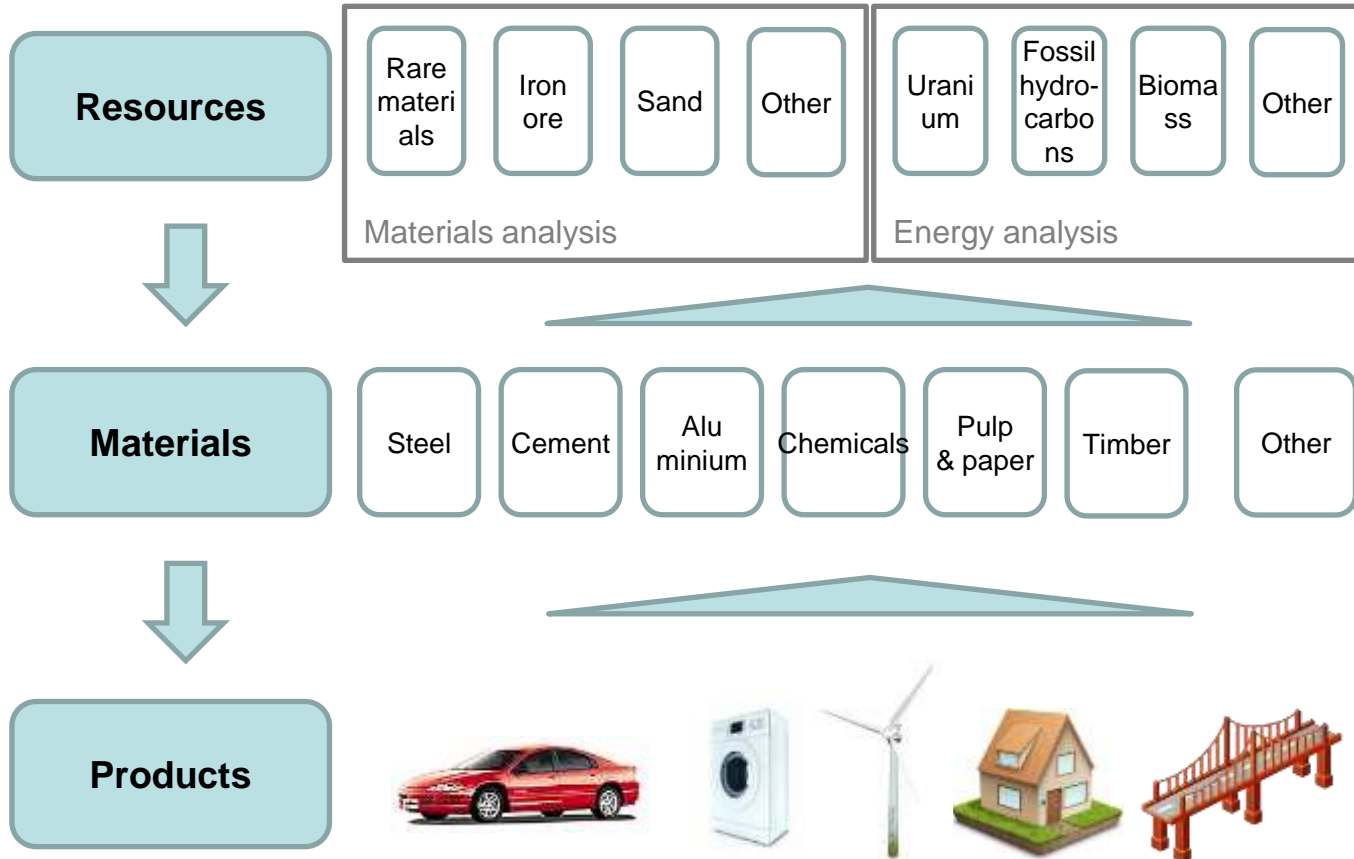 Resources
Rare
materi
als
Iron
ore
Sand
Other
Urani
um
Fossil
hydro-
carbo
ns
Bioma
ss
Other
Materials analysis
Energy analysis
Materials
Steel
Cement
Alu
minium
Chemicals
Pulp
& paper
Timber
Other
Products